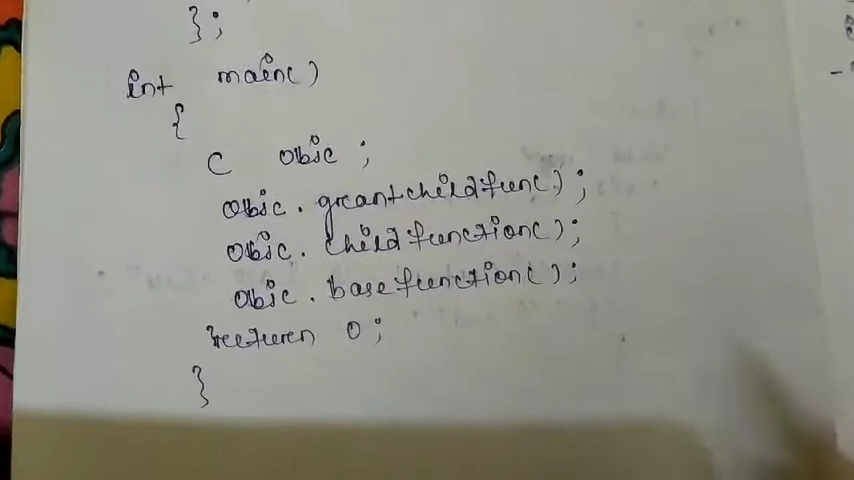 };
int main()
{
C objc ;
objc . grantchildfunc() ;
objc . childfunction() ;
objc . basefunction() ;
return 0 ;
}